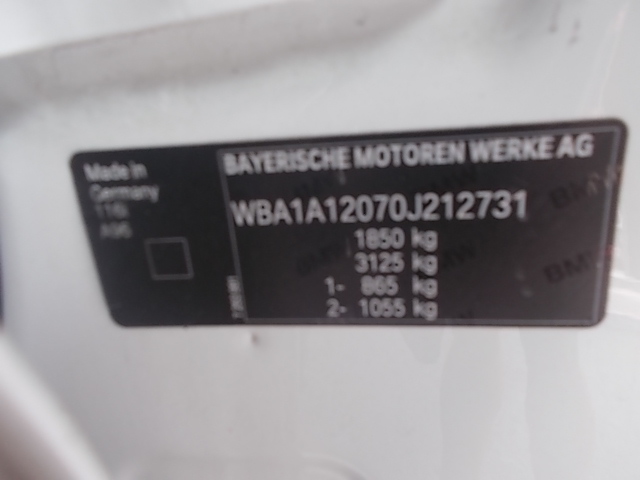 Made in
Germany
116i
A96
BAYERISCHE MOTOREN WERKE AG
WBA1A12070J212731
1850 kg
3125 kg
1- 865 kg
2- 1055 kg